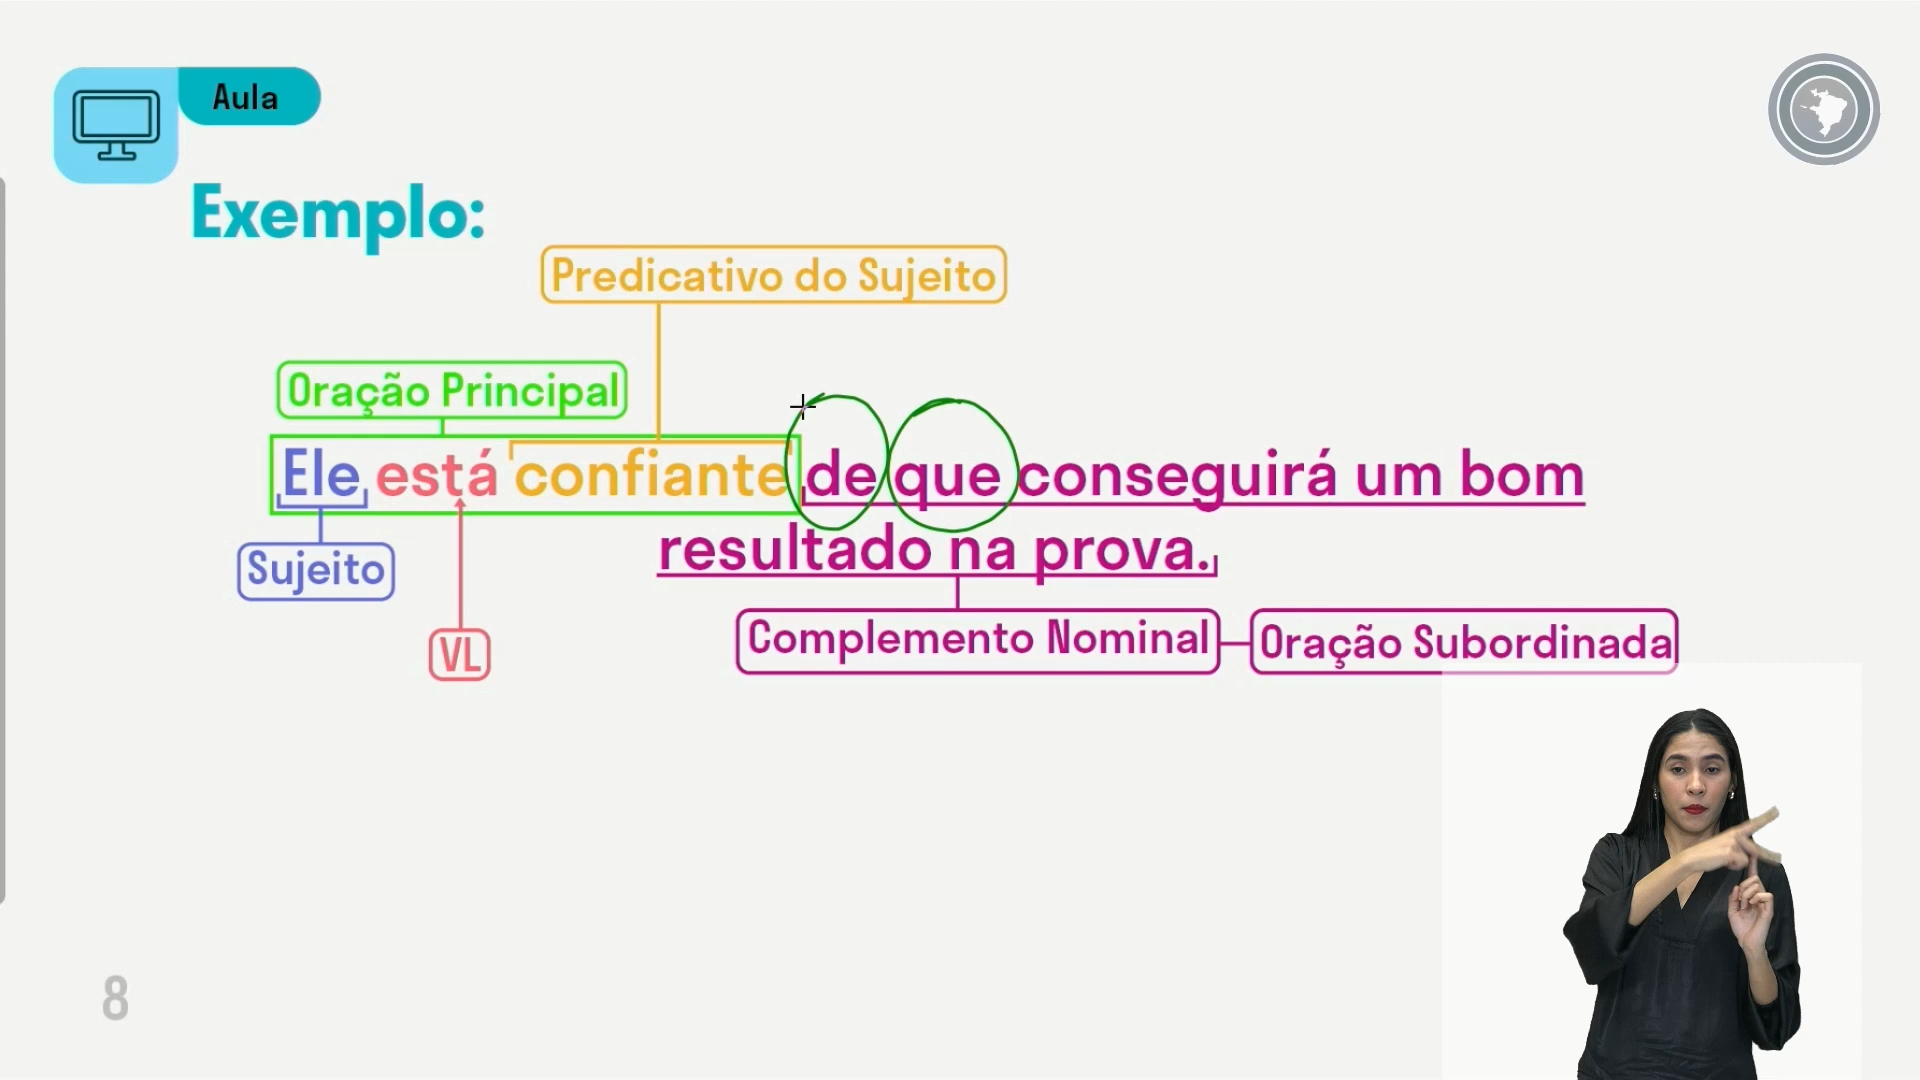 Aula
Exemplo:
Predicativo do Sujeito
Oração Principal
Ele está confiante de que conseguirá um bom
resultado na prova.
Sujeito
VL
Complemento Nominal
Oração Subordinada
8